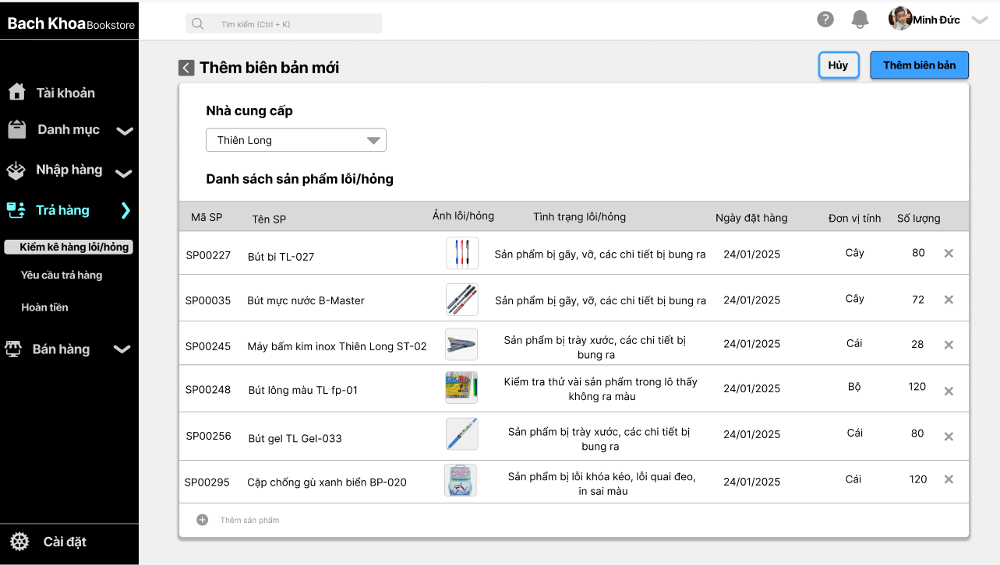 Bach Khoa Bookstore
Tìm kiếm (Ctrl + K)
?
Minh Đức
Tài khoản
Danh mục
Nhập hàng
Trả hàng
Kiểm kê hàng lỗi/hỏng
Yêu cầu trả hàng
Hoàn tiền
Bán hàng
Cài đặt
Thêm biên bản mới
Hủy
Thêm biên bản
Nhà cung cấp
Thiên Long
Danh sách sản phẩm lỗi/hỏng
Mã SP Tên SP Ảnh lỗi/hỏng Tình trạng lỗi/hỏng Ngày đặt hàng Đơn vị tính Số lượng
SP00227 Bút bi TL-027 Sản phẩm bị gãy, vỡ, các chi tiết bị bung ra 24/01/2025 Cây 80
SP00035 Bút mực nước B-Master Sản phẩm bị gãy, vỡ, các chi tiết bị bung ra 24/01/2025 Cây 72
SP00245 Máy bấm kim inox Thiên Long ST-02 Sản phẩm bị trày xước, các chi tiết bị 24/01/2025 Cái 28
bung ra
SP00248 Bút lông màu TL fp-01 Kiểm tra thử vài sản phẩm trong lô thấy 24/01/2025 Bộ 120
không ra màu
SP00256 Bút gel TL Gel-033 Sản phẩm bị trày xước, các chi tiết bị 24/01/2025 Cái 80
bung ra
SP00295 Cặp chống gù xanh biển BP-020 Sản phẩm bị lỗi khóa kéo, lỗi quai đeo, 24/01/2025 Cái 120
in sai màu
Thêm sản phẩm